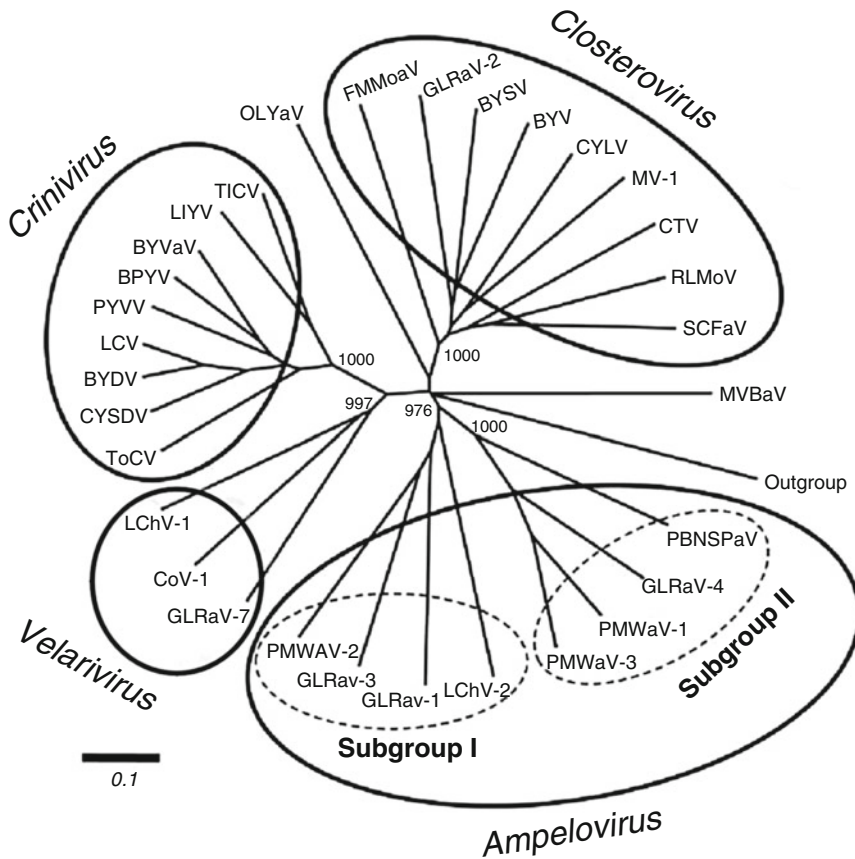 Closterovirus
FMMoaV
GLRaV-2
BYSV
BYV
CYLV
MV-1
CTV
RLMoV
SCFaV
OLYaV
Crinivirus
TICV
LIYV
BYVaV
BPYV
PYVV
LCV
BYDV
CYSDV
ToCV
1000
1000
997
976
1000
MVBaV
Outgroup
LChV-1
CoV-1
GLRaV-7
Velarivirus
PBNSPaV
GLRaV-4
PMWaV-1
PMWaV-3
Subgroup II
PMWAV-2
GLRav-3
GLRav-1
LChV-2
Subgroup I
Ampelovirus
0.1